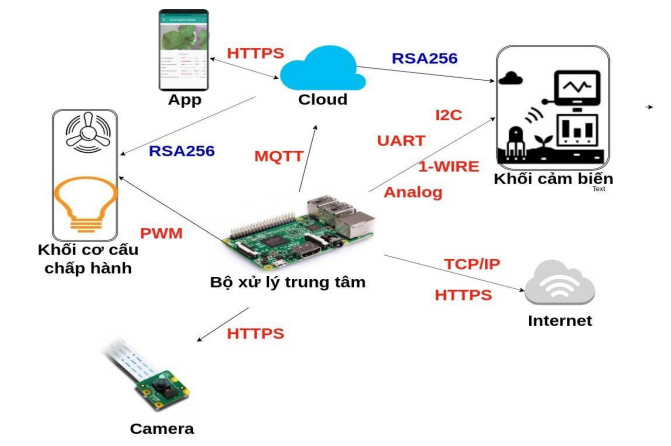 HTTPS
RSA256
App
Cloud
I2C
RSA256
MQTT
UART
1-WIRE
Analog
Khối cảm biến
Text
PWM
Khối cơ cấu
chấp hành
Bộ xử lý trung tâm
TCP/IP
HTTPS
Internet
HTTPS
Camera